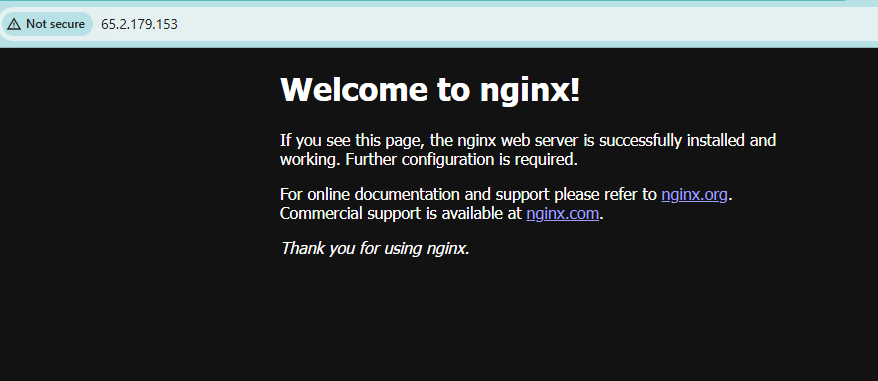 Not secure 65.2.179.153
Welcome to nginx!
If you see this page, the nginx web server is successfully installed and
working. Further configuration is required.
For online documentation and support please refer to nginx.org.
Commercial support is available at nginx.com.
Thank you for using nginx.